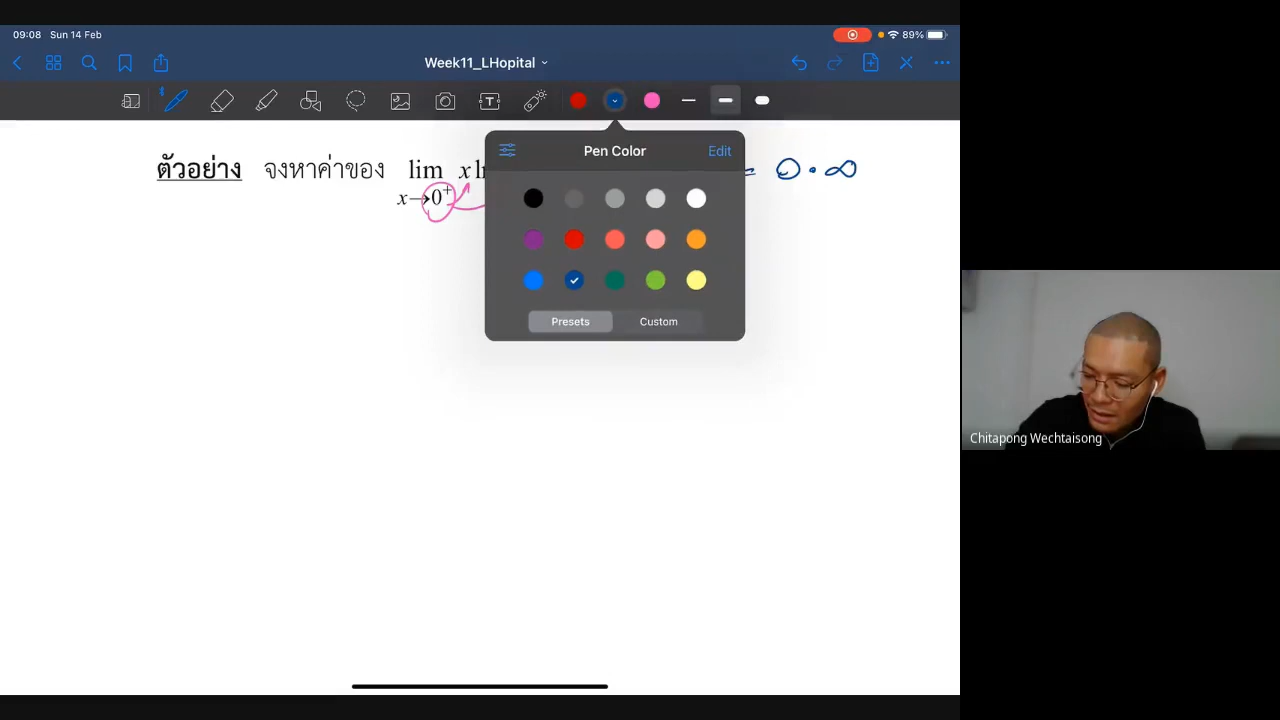 09:08 Sun 14 Feb
89%
Week11_LHopital
T
Pen Color
Edit
ตัวอย่าง จงหาค่าของ lim x
= 0 · ∞
x→0⁺
Presets
Custom
Chitapong Wechtaisong